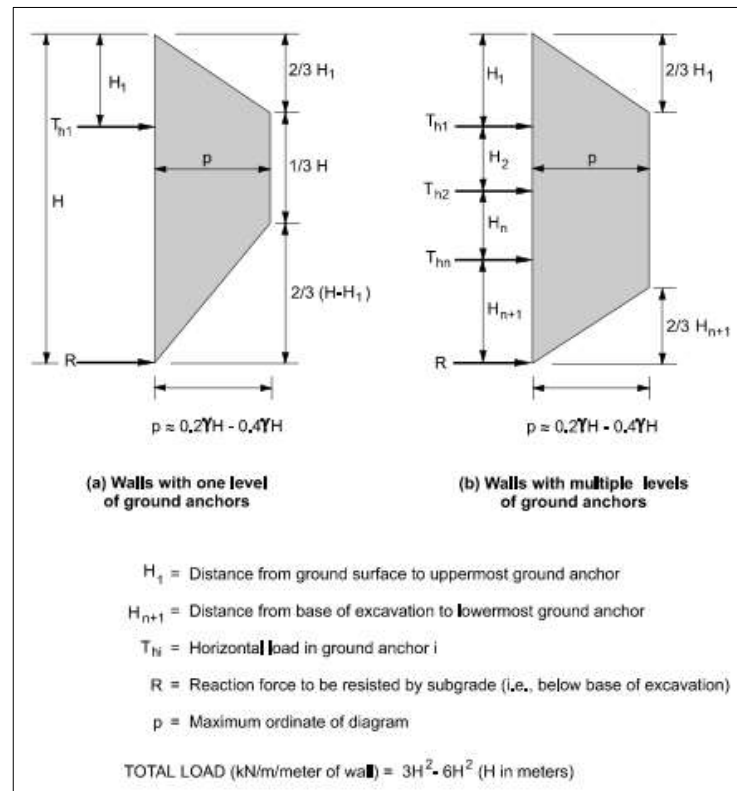 H
H₁
Tₕ₁
p
2/3 H₁
1/3 H
2/3 (H-H₁)
R
p ≈ 0.2γH - 0.4γH
(a) Walls with one level
of ground anchors
H₁
Tₕ₁
H₂
Tₕ₂
Hₙ
Tₕₙ
Hₙ₊₁
R
p
2/3 H₁
2/3 Hₙ₊₁
p ≈ 0.2γH - 0.4γH
(b) Walls with multiple levels
of ground anchors
H₁ = Distance from ground surface to uppermost ground anchor
Hₙ₊₁ = Distance from base of excavation to lowermost ground anchor
Tₕᵢ = Horizontal load in ground anchor i
R = Reaction force to be resisted by subgrade (i.e., below base of excavation)
p = Maximum ordinate of diagram
TOTAL LOAD (kN/m/meter of wall) = 3H² - 6H² (H in meters)